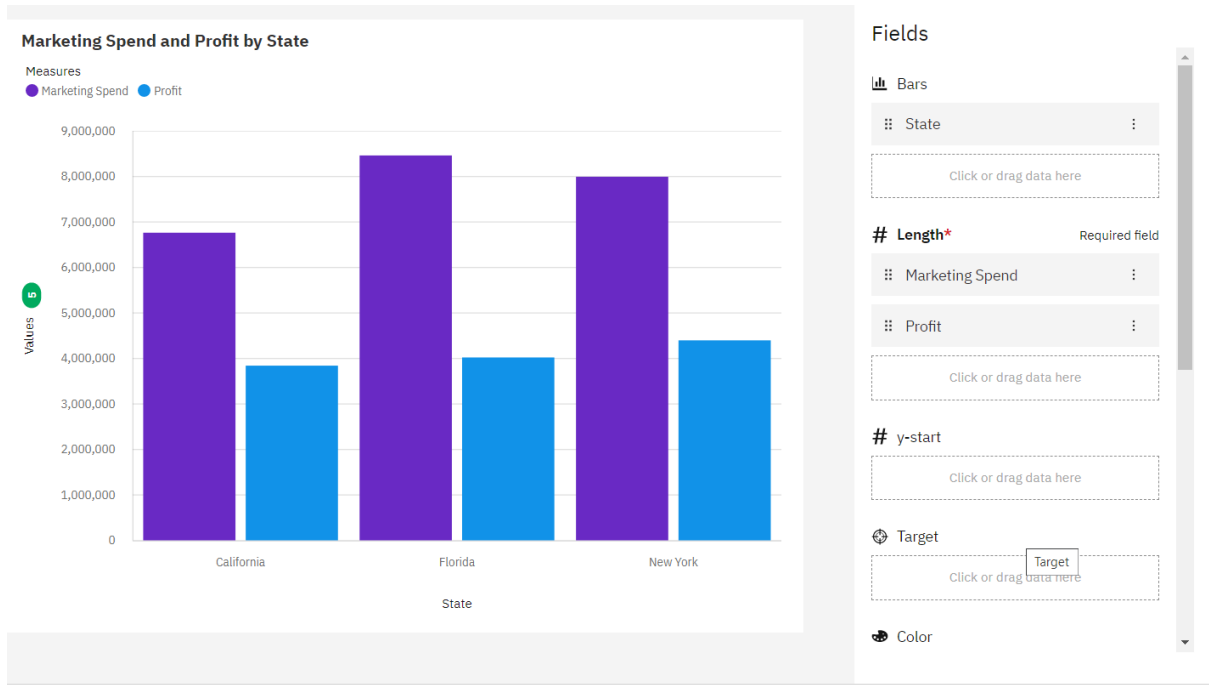 Marketing Spend and Profit by State
Measures
Marketing Spend Profit
9,000,000
8,000,000
7,000,000
6,000,000
5,000,000
4,000,000
3,000,000
2,000,000
1,000,000
0
Values 5
California Florida New York
State
Fields
Bars
State
Click or drag data here
Length* Required field
Marketing Spend
Profit
Click or drag data here
y-start
Click or drag data here
Target
Target
Click or drag data here
Color